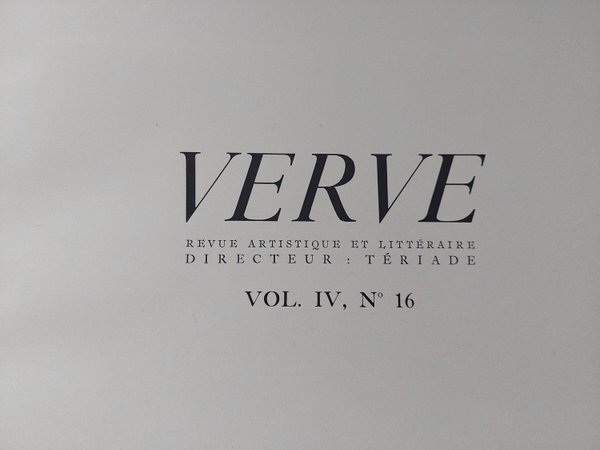 VERVE
REVUE ARTISTIQUE ET LITTÉRAIRE
DIRECTEUR : TÉRIADE
VOL. IV, Nº 16